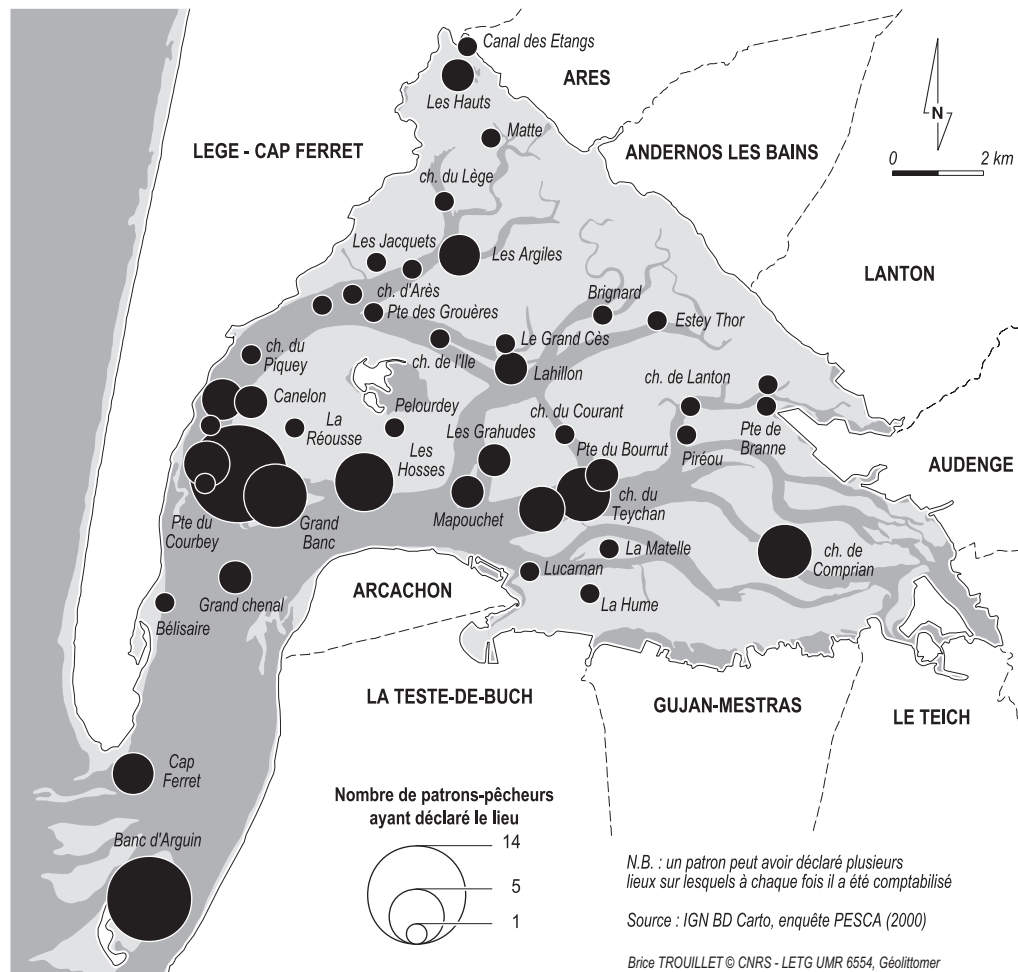 Canal des Etangs
ARES
Les Hauts
Matte
LEGE - CAP FERRET
ANDERNOS LES BAINS
N
0 2 km
ch. du Lège
Les Jacquets
Les Argiles
LANTON
ch. d'Arès
Pte des Grouères
Brignard
Estey Thor
Le Grand Cès
ch. du
Piquey
ch. de l'Ile
Lahillon
ch. de Lanton
Canelon
Pelourdey
ch. du Courant
La
Réousse
Les Grahudes
Pte du Bourrut
Les
Hosses
Piréou
Pte de
Branne
AUDENGE
Mapouchet
ch. du
Teychan
Pte du
Courbey
Grand
Banc
La Matelle
ch. de
Comprian
Lucarnan
Grand chenal
ARCACHON
La Hume
Bélisaire
LA TESTE-DE-BUCH
GUJAN-MESTRAS
LE TEICH
Cap
Ferret
Banc d'Arguin
Nombre de patrons-pêcheurs
ayant déclaré le lieu
14
5
1
N.B. : un patron peut avoir déclaré plusieurs
lieux sur lesquels à chaque fois il a été comptabilisé
Source : IGN BD Carto, enquête PESCA (2000)
Brice TROUILLET © CNRS - LETG UMR 6554, Géolittomer